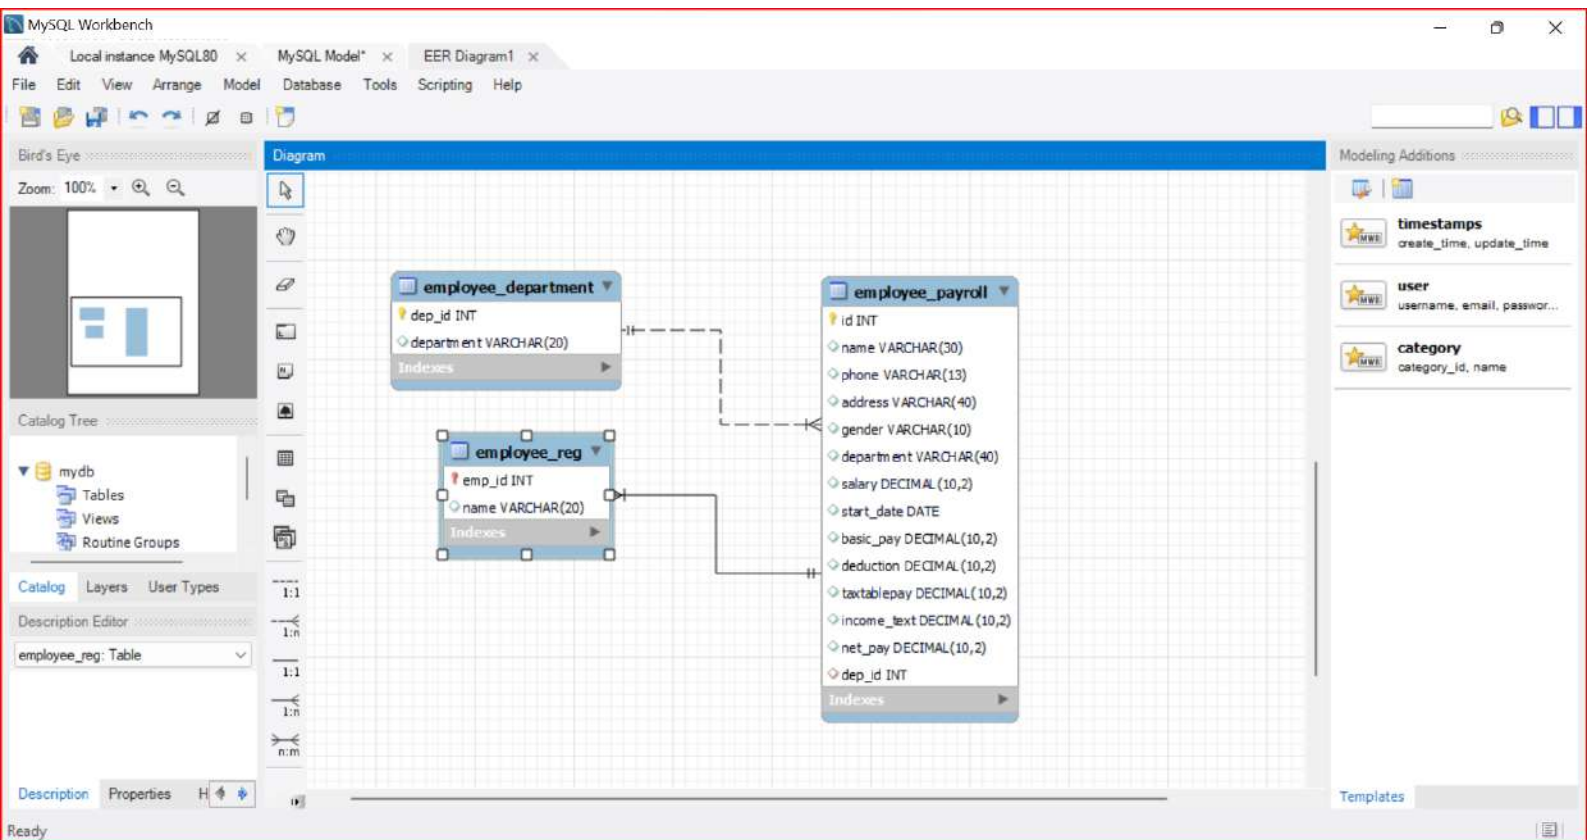 MySQL Workbench
Local instance MySQL80
MySQL Model*
EER Diagram1
File Edit View Arrange Model Database Tools Scripting Help
Bird's Eye
Zoom: 100%
Catalog Tree
mydb
Tables
Views
Routine Groups
Catalog Layers User Types
Description Editor
employee_reg: Table
Description Properties H
Ready
Diagram
1:1
1:n
1:1
1:n
n:m
employee_department
dep_id INT
department VARCHAR(20)
Indexes
employee_reg
emp_id INT
name VARCHAR(20)
Indexes
employee_payroll
id INT
name VARCHAR(30)
phone VARCHAR(13)
address VARCHAR(40)
gender VARCHAR(10)
department VARCHAR(40)
salary DECIMAL(10,2)
start_date DATE
basic_pay DECIMAL(10,2)
deduction DECIMAL(10,2)
taxtablepay DECIMAL(10,2)
income_text DECIMAL(10,2)
net_pay DECIMAL(10,2)
dep_id INT
Indexes
Modeling Additions
MWB
timestamps
create_time, update_time
MWB
user
username, email, passwor...
MWB
category
category_id, name
Templates